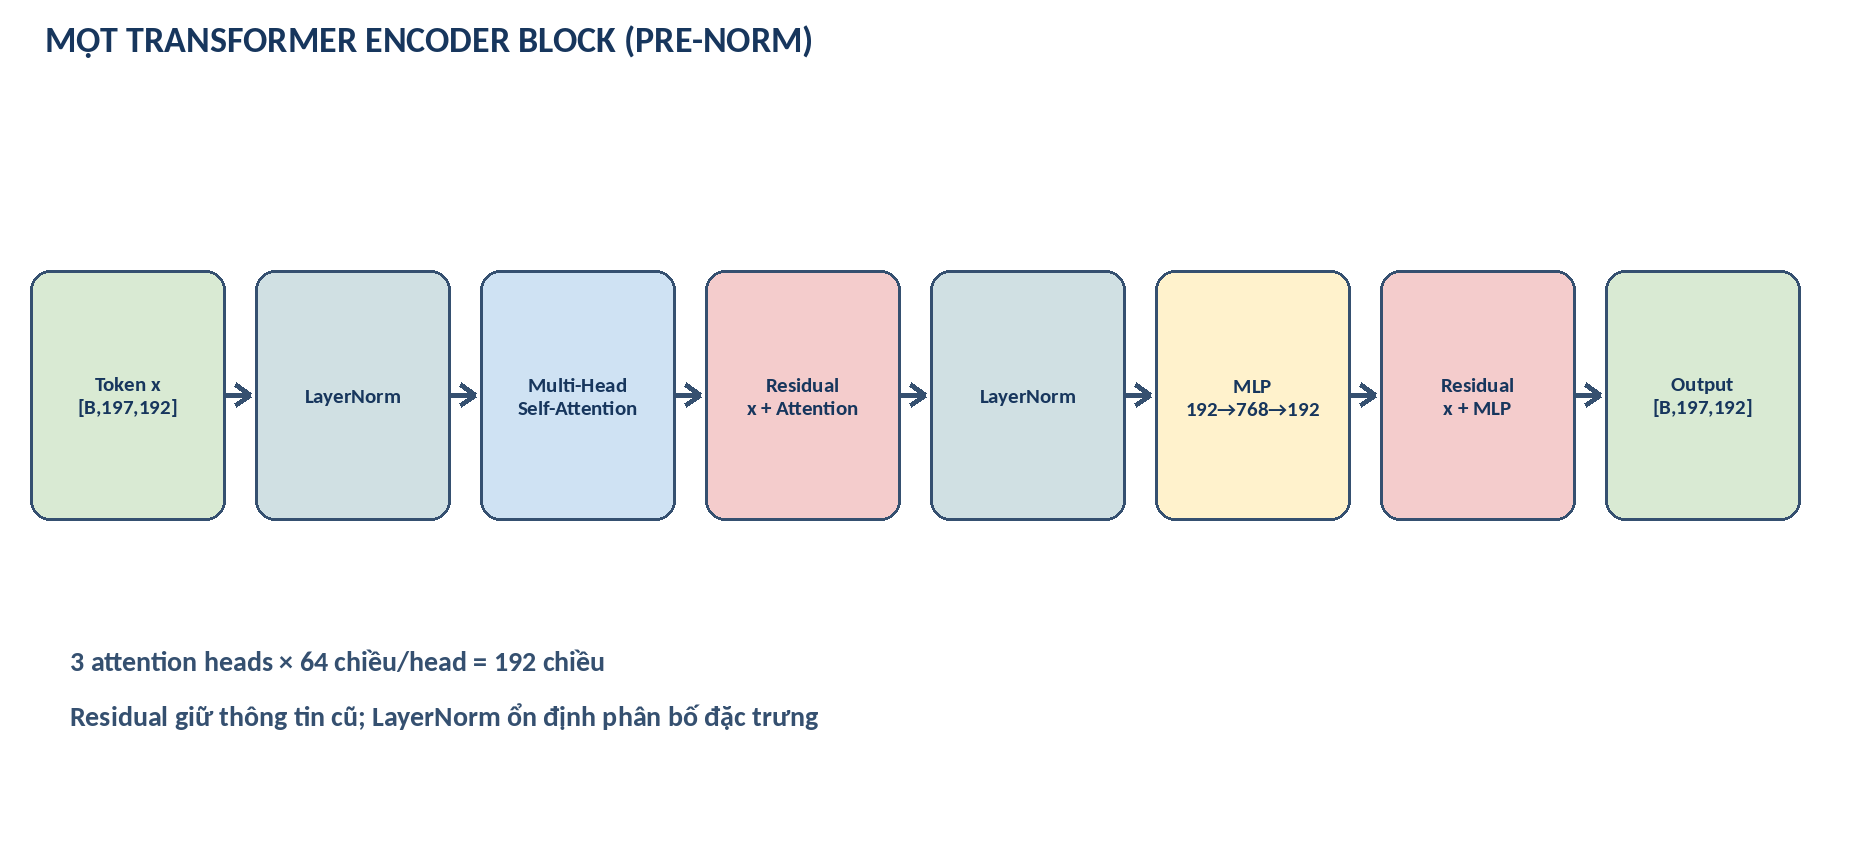 MỌT TRANSFORMER ENCODER BLOCK (PRE-NORM)
Token x
[B,197,192]
LayerNorm
Multi-Head
Self-Attention
Residual
x + Attention
LayerNorm
MLP
192→768→192
Residual
x + MLP
Output
[B,197,192]
3 attention heads × 64 chiều/head = 192 chiều
Residual giữ thông tin cũ; LayerNorm ổn định phân bố đặc trưng